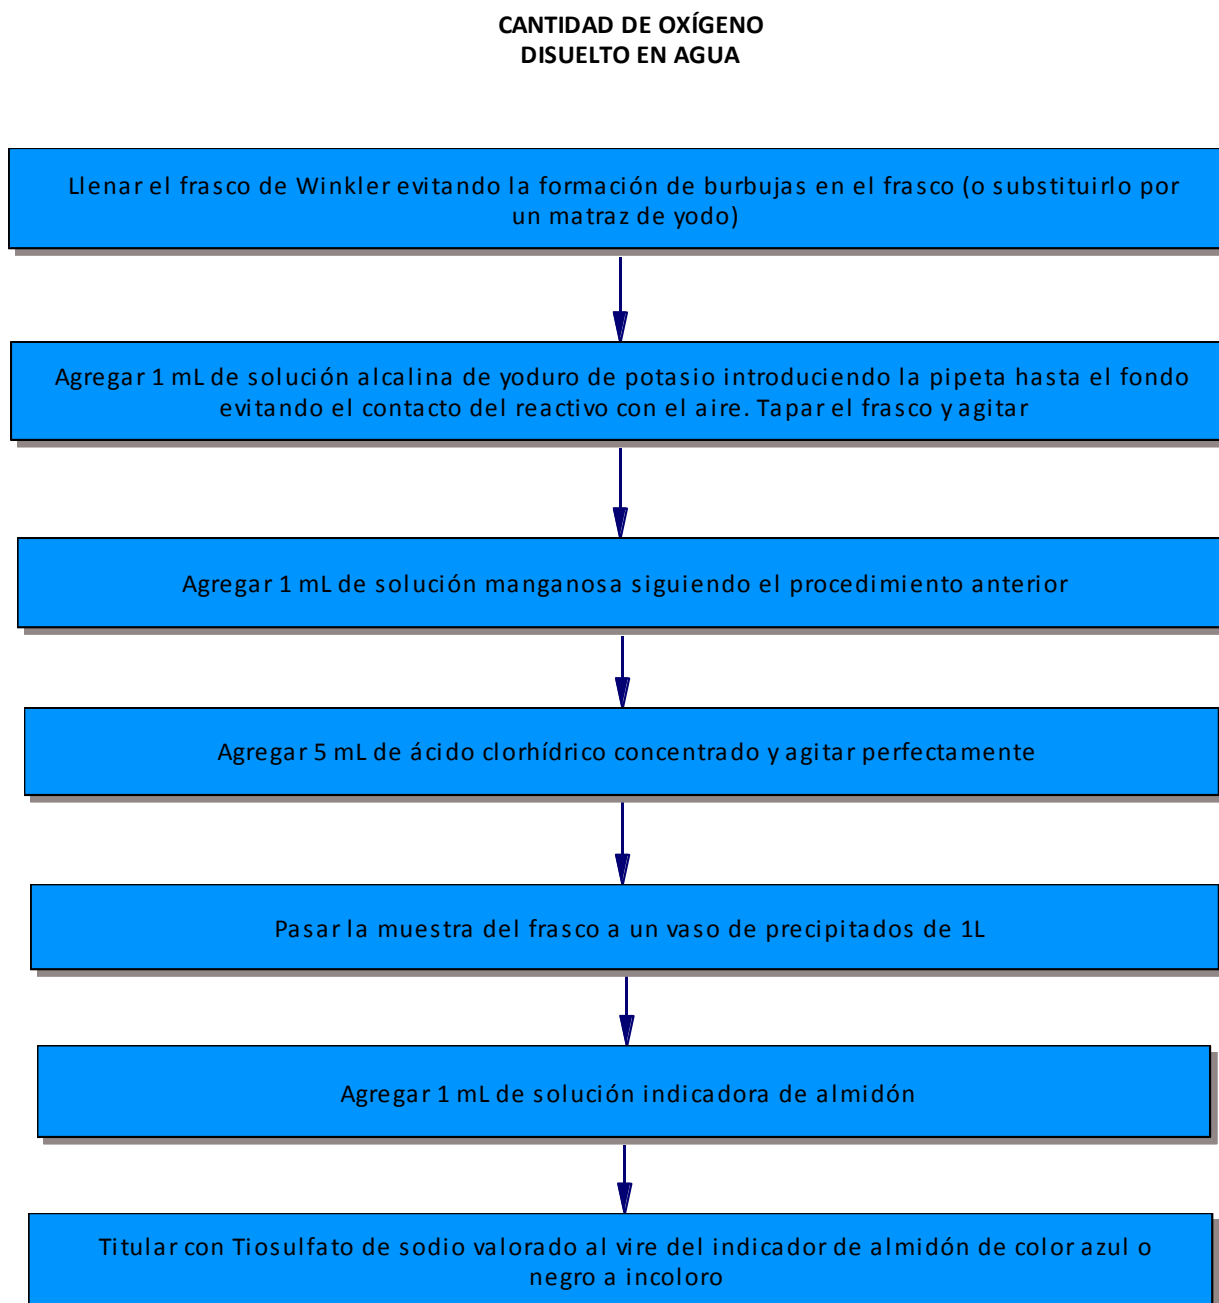 CANTIDAD DE OXÍGENO
DISUELTO EN AGUA
Llenar el frasco de Winkler evitando la formación de burbujas en el frasco (o substituirlo por
un matraz de yodo)
Agregar 1 mL de solución alcalina de yoduro de potasio introduciendo la pipeta hasta el fondo
evitando el contacto del reactivo con el aire. Tapar el frasco y agitar
Agregar 1 mL de solución manganosa siguiendo el procedimiento anterior
Agregar 5 mL de ácido clorhídrico concentrado y agitar perfectamente
Pasar la muestra del frasco a un vaso de precipitados de 1L
Agregar 1 mL de solución indicadora de almidón
Titular con Tiosulfato de sodio valorado al vire del indicador de almidón de color azul o
negro a incoloro